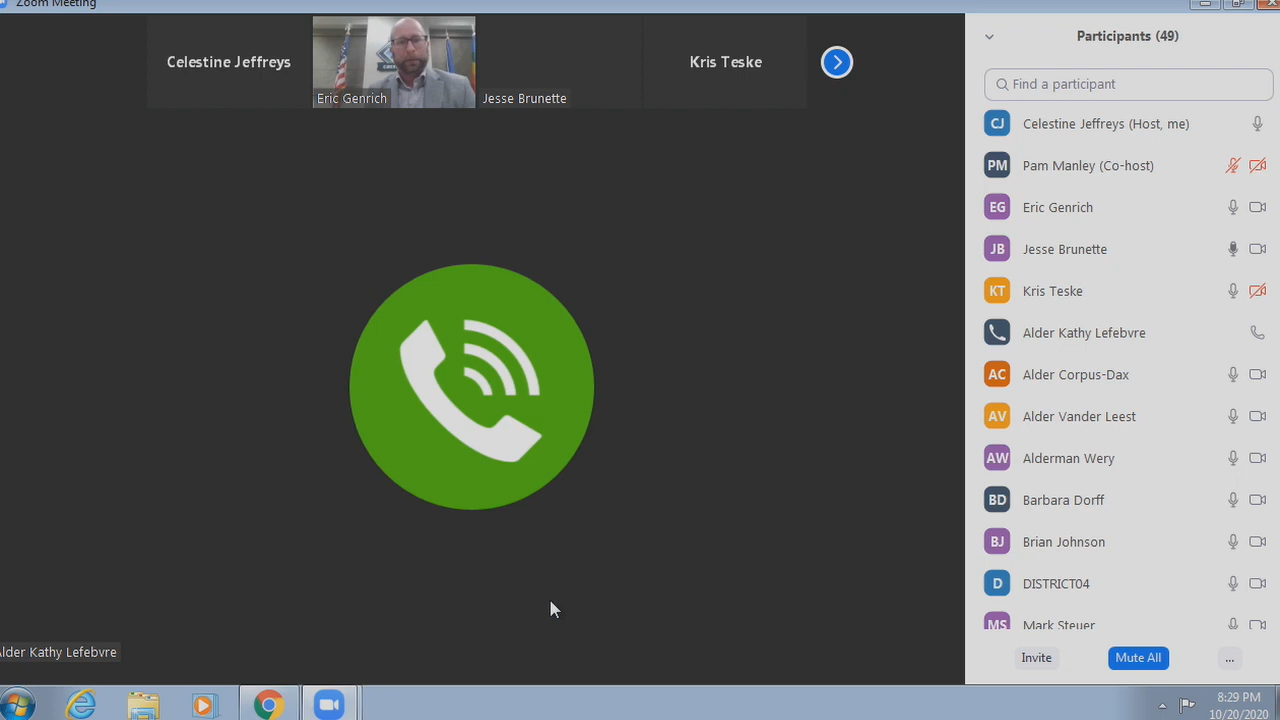 Zoom Meeting
Celestine Jeffreys
Eric Genrich
Jesse Brunette
Kris Teske
Alder Kathy Lefebvre
Participants (49)
Find a participant
CJ Celestine Jeffreys (Host, me)
PM Pam Manley (Co-host)
EG Eric Genrich
JB Jesse Brunette
KT Kris Teske
Alder Kathy Lefebvre
AC Alder Corpus-Dax
AV Alder Vander Leest
AW Alderman Wery
BD Barbara Dorff
BJ Brian Johnson
D DISTRICT04
MS Mark Steuer
Invite Mute All ...
8:29 PM
10/20/2020